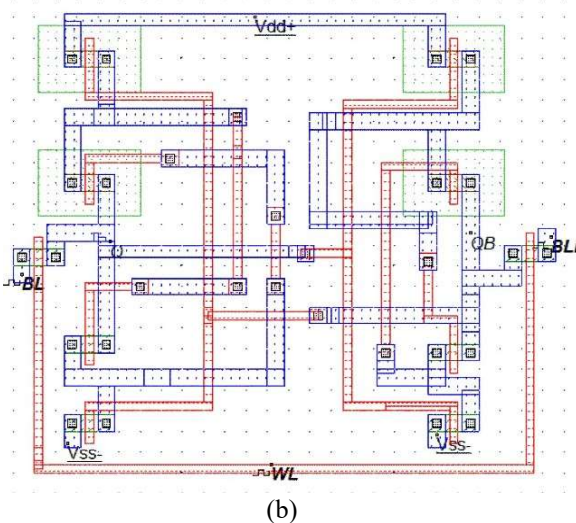 Vdd+
Q
QB
BL
BLB
Vss-
Vss-
WL
(b)